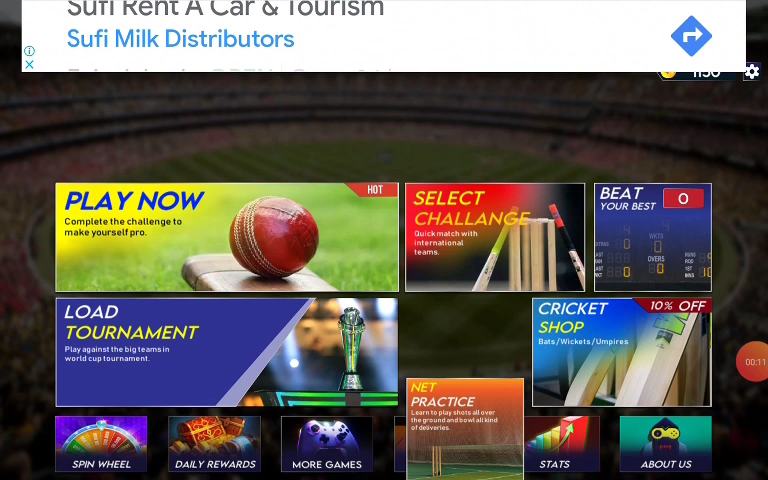 Sufi Rent A Car & Tourism
Sufi Milk Distributors
1150
PLAY NOW
HOT
Complete the challenge to
make yourself pro.
SELECT
CHALLANGE
Quick match with
international
teams.
BEAT
YOUR BEST
0
WKTS
0
OVERS
0
LOAD
TOURNAMENT
Play against the big teams in
world cup tournament.
CRICKET
10% OFF
SHOP
Bats/Wickets/Umpires
00:11
NET
PRACTICE
Learn to play shots all over
the ground and bowl all kind
of deliveries.
SPIN WHEEL
DAILY REWARDS
MORE GAMES
STATS
ABOUT US